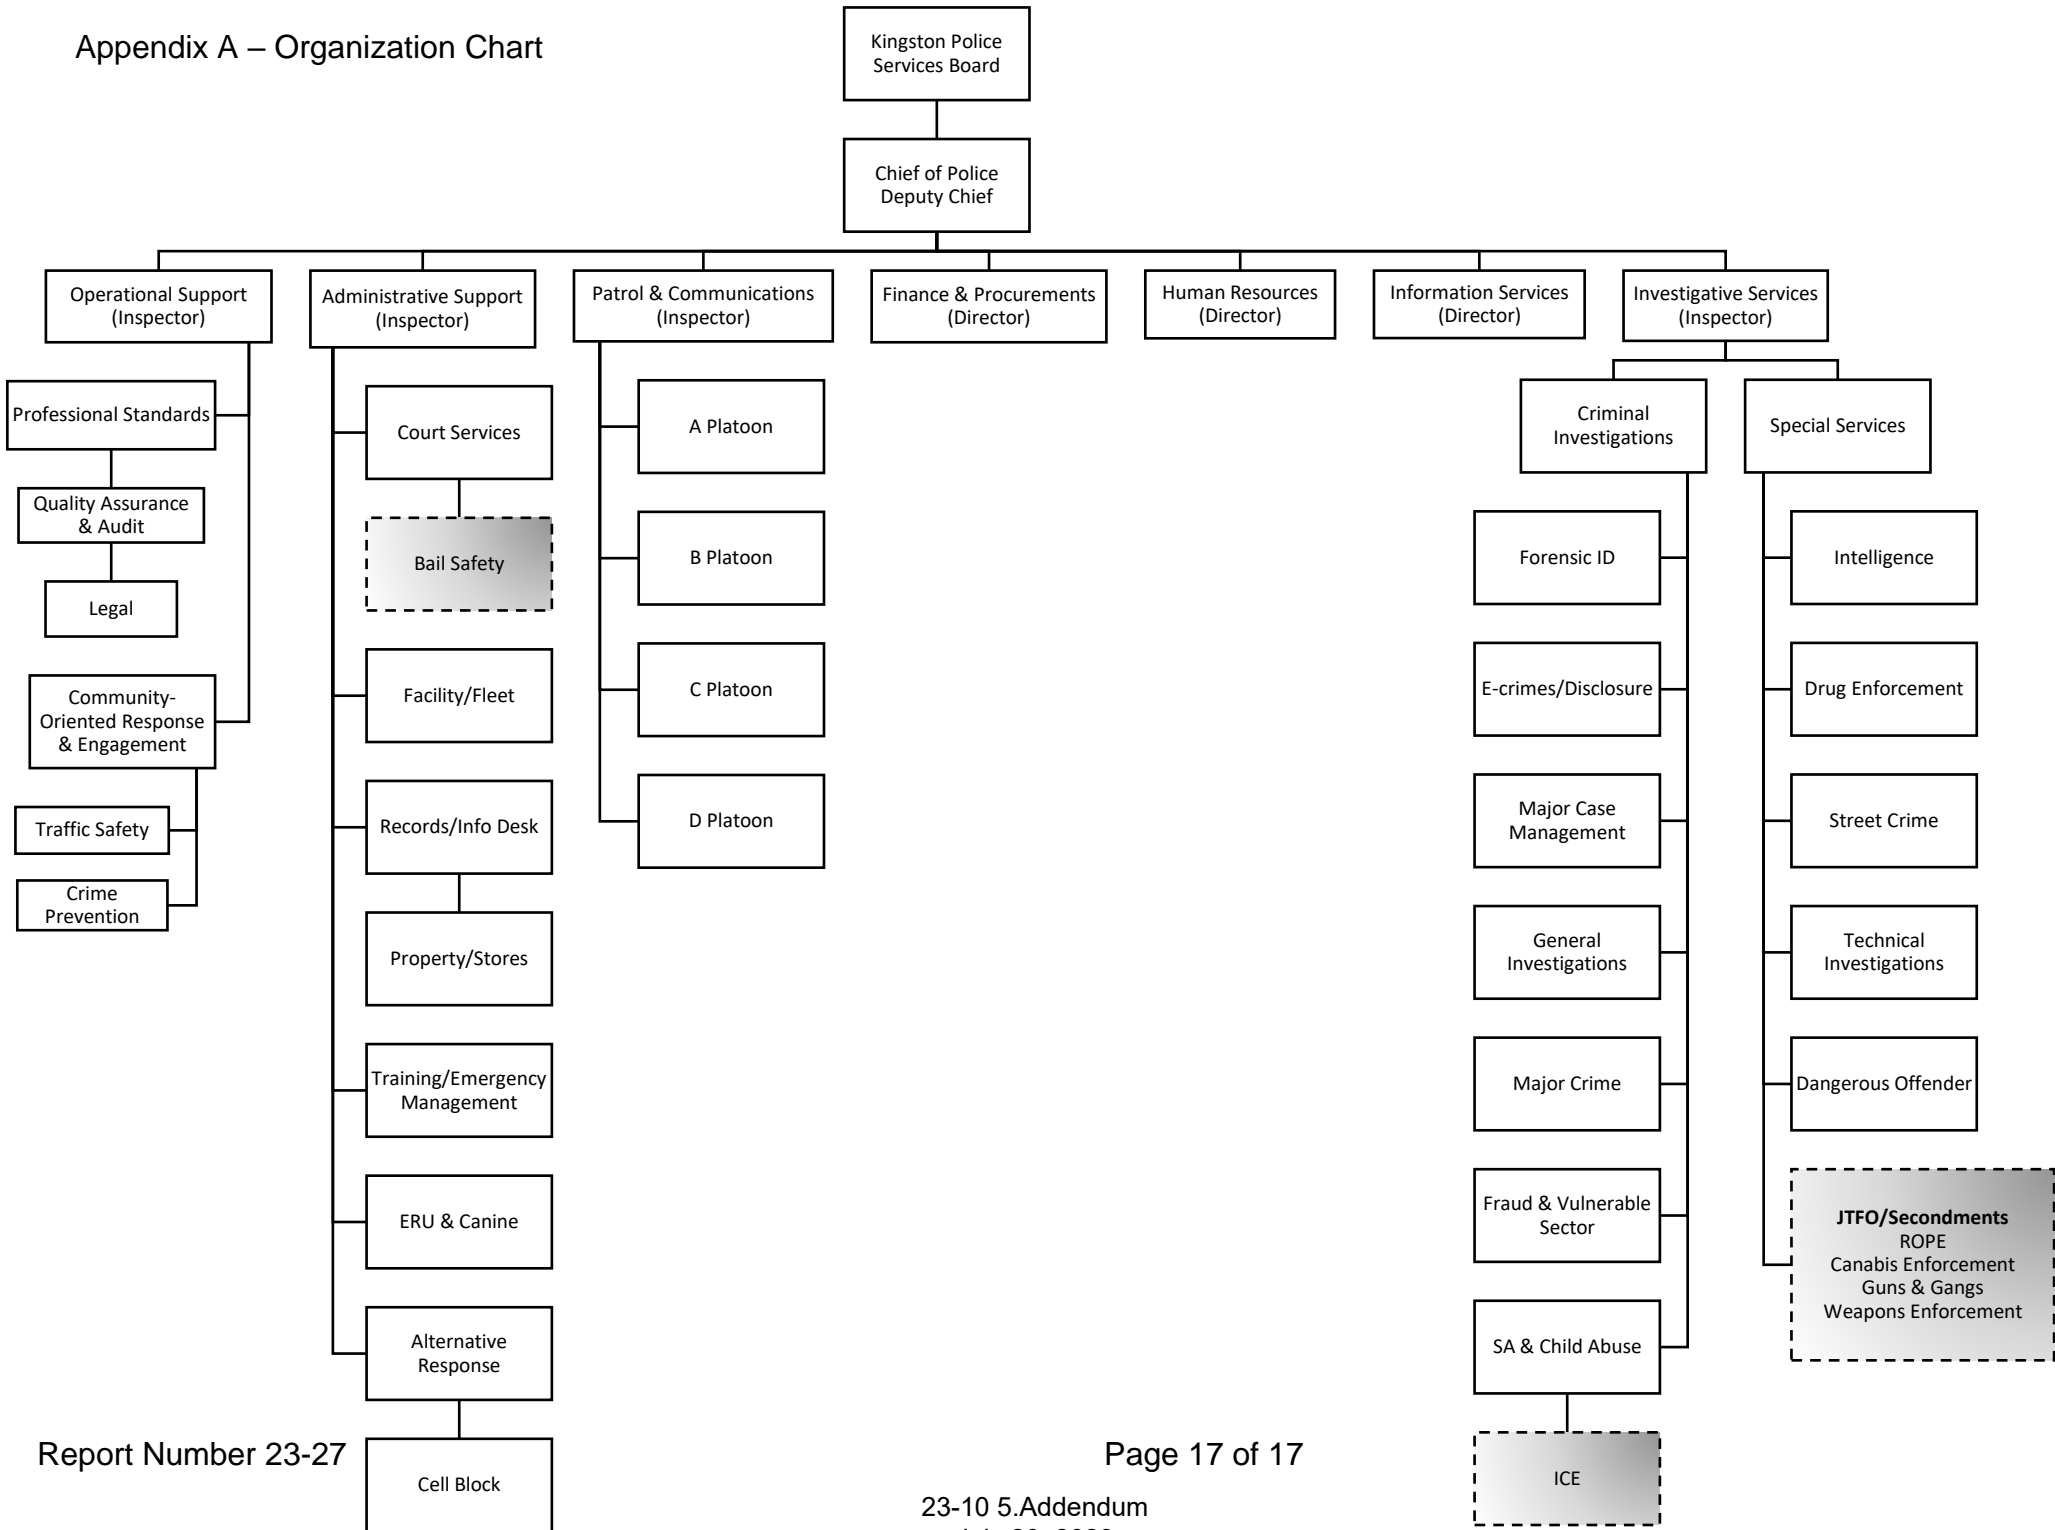 Appendix A – Organization Chart
Kingston Police
Services Board
Chief of Police
Deputy Chief
Operational Support
(Inspector)
Administrative Support
(Inspector)
Patrol & Communications
(Inspector)
Finance & Procurements
(Director)
Human Resources
(Director)
Information Services
(Director)
Investigative Services
(Inspector)
Professional Standards
Quality Assurance
& Audit
Legal
Community-
Oriented Response
& Engagement
Traffic Safety
Crime
Prevention
Court Services
Bail Safety
Facility/Fleet
Records/Info Desk
Property/Stores
Training/Emergency
Management
ERU & Canine
Alternative
Response
Cell Block
A Platoon
B Platoon
C Platoon
D Platoon
Criminal
Investigations
Forensic ID
E-crimes/Disclosure
Major Case
Management
General
Investigations
Major Crime
Fraud & Vulnerable
Sector
SA & Child Abuse
ICE
Special Services
Intelligence
Drug Enforcement
Street Crime
Technical
Investigations
Dangerous Offender
JTFO/Secondments
ROPE
Canabis Enforcement
Guns & Gangs
Weapons Enforcement
Report Number 23-27
Page 17 of 17
23-10 5.Addendum